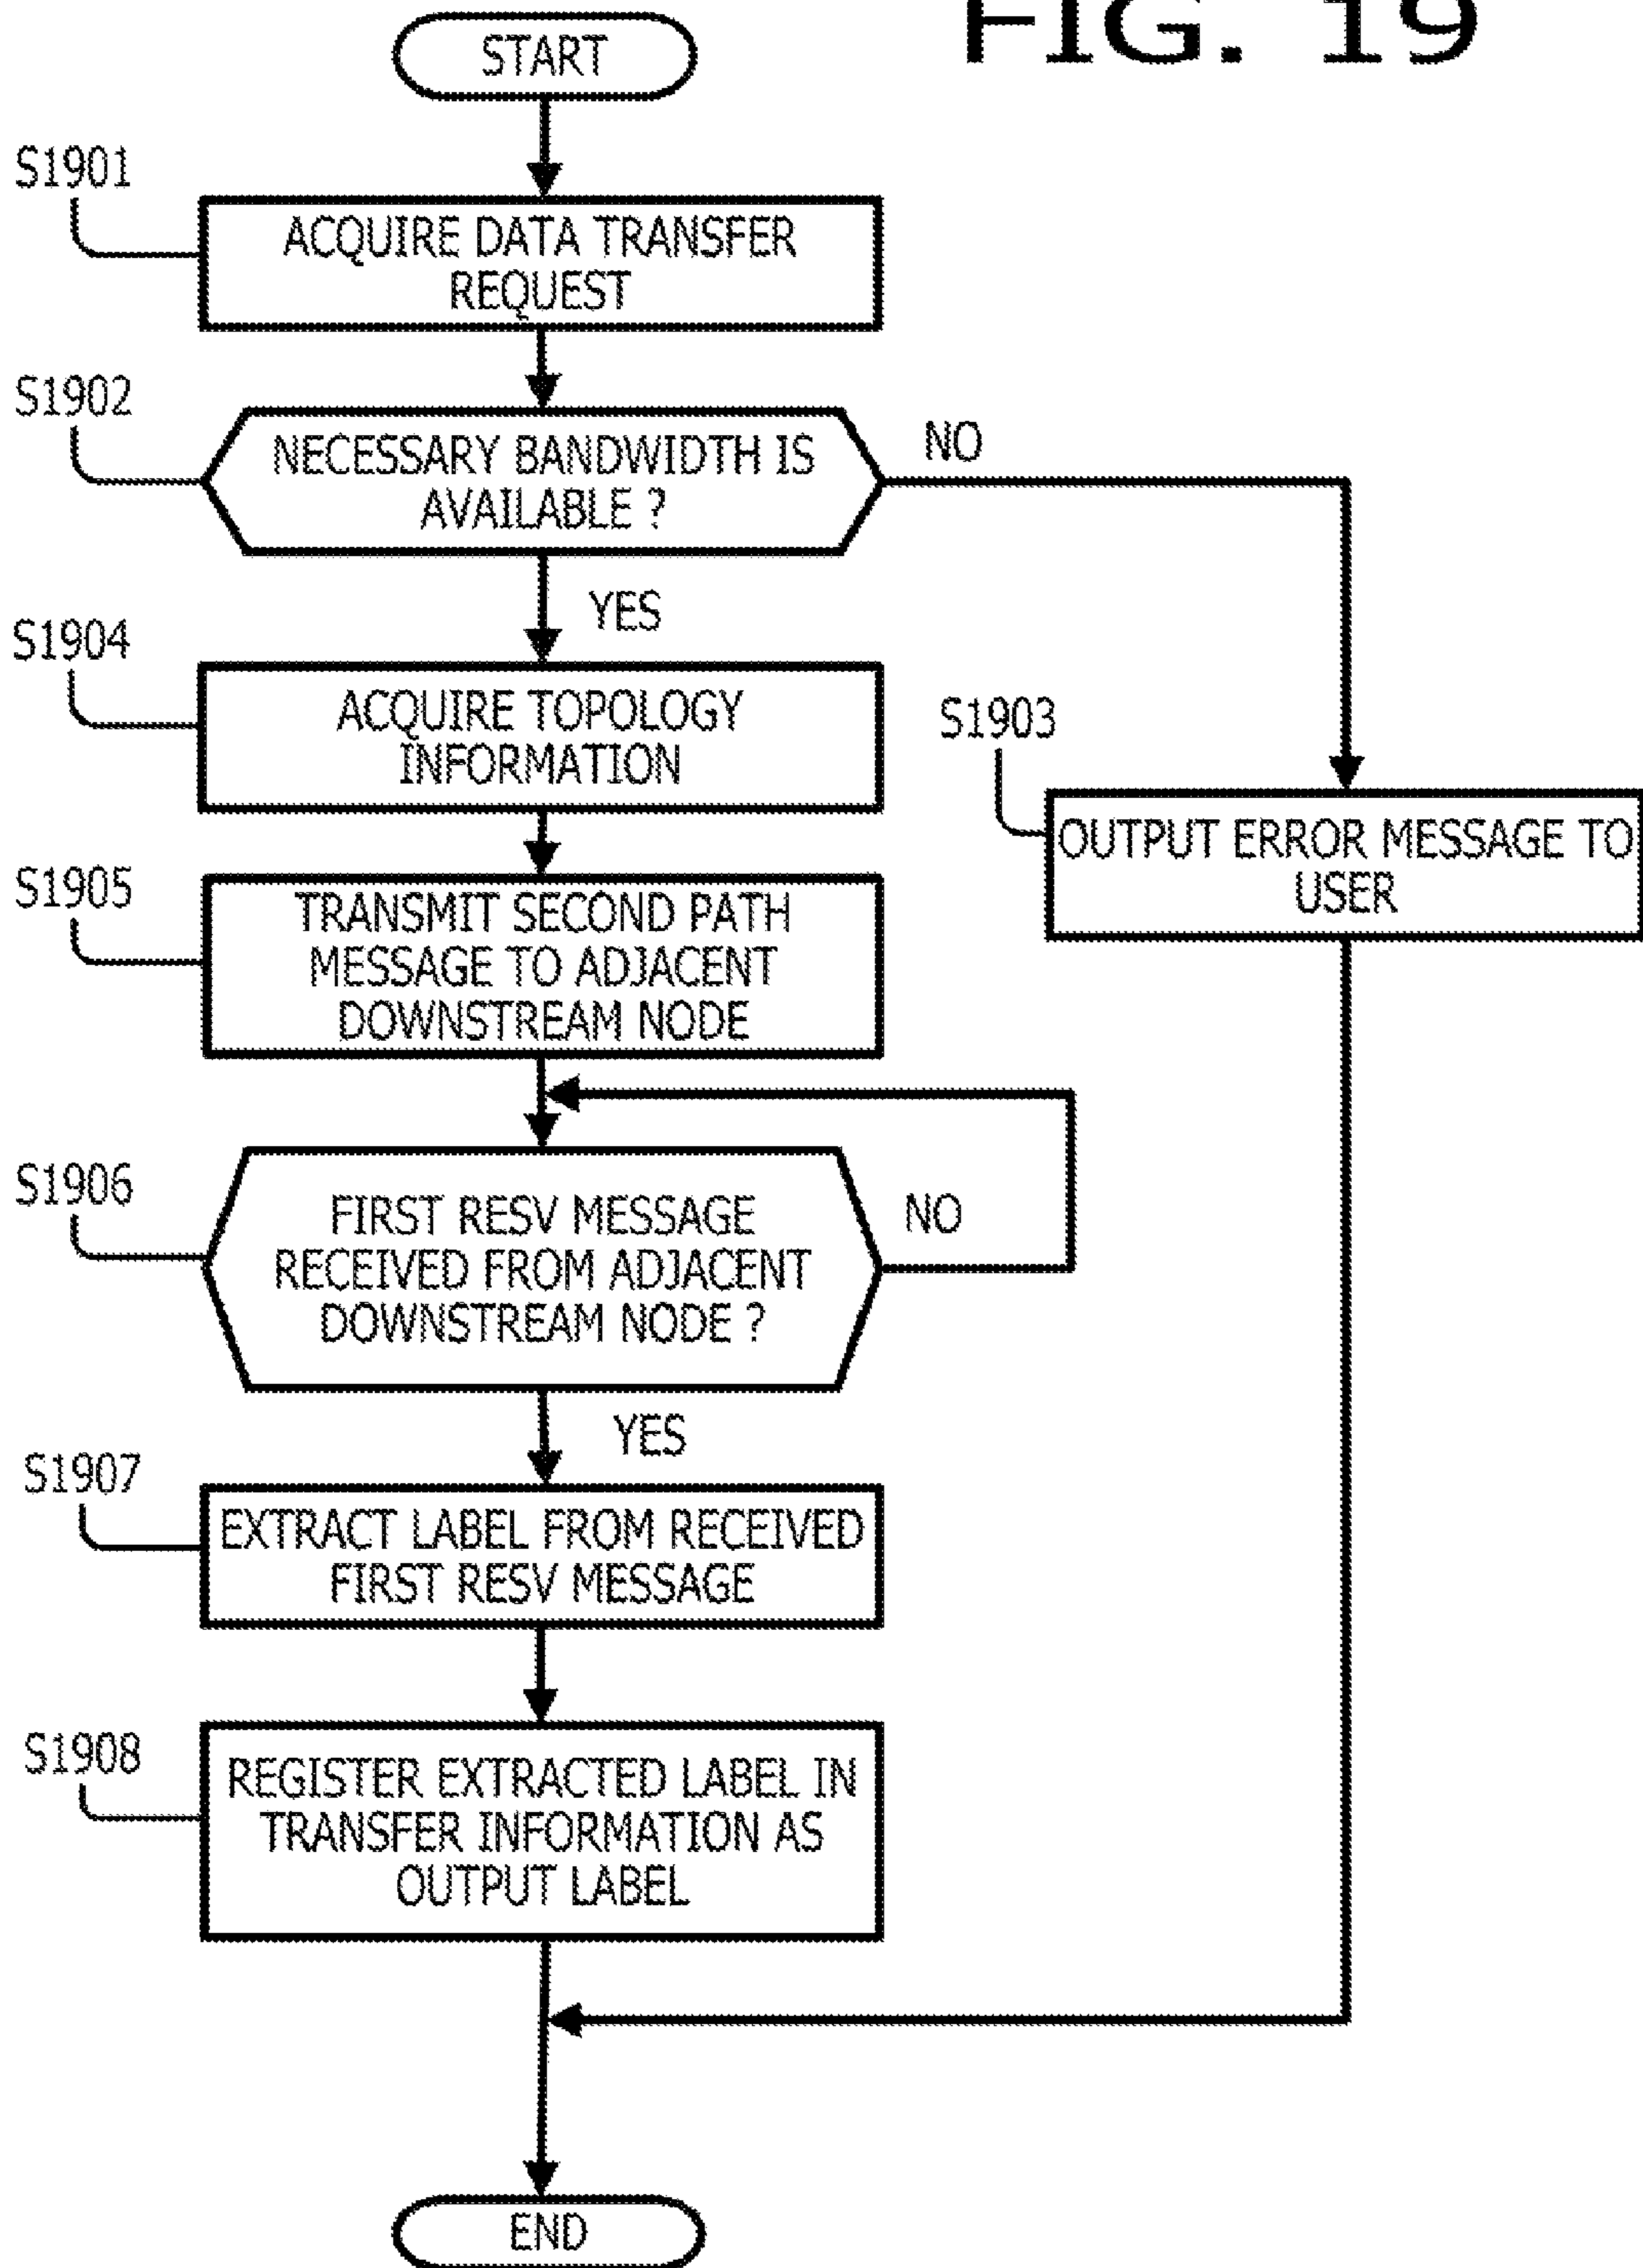 FIG. 19
START
S1901
ACQUIRE DATA TRANSFER
REQUEST
S1902
NECESSARY BANDWIDTH IS
AVAILABLE ?
NO
YES
S1904
ACQUIRE TOPOLOGY
INFORMATION
S1903
OUTPUT ERROR MESSAGE TO
USER
S1905
TRANSMIT SECOND PATH
MESSAGE TO ADJACENT
DOWNSTREAM NODE
S1906
FIRST RESV MESSAGE
RECEIVED FROM ADJACENT
DOWNSTREAM NODE ?
NO
YES
S1907
EXTRACT LABEL FROM RECEIVED
FIRST RESV MESSAGE
S1908
REGISTER EXTRACTED LABEL IN
TRANSFER INFORMATION AS
OUTPUT LABEL
END